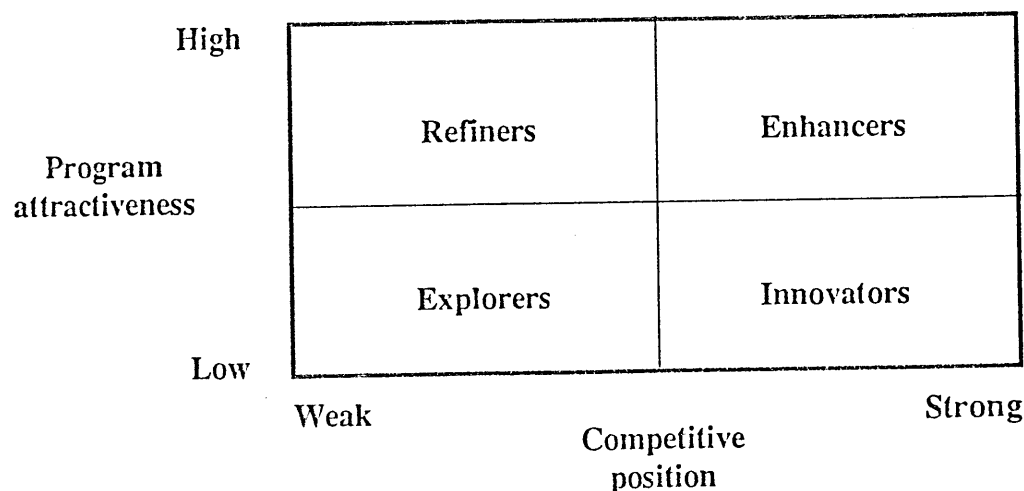 High
Refiners
Enhancers
Program
attractiveness
Explorers
Innovators
Low
Weak
Strong
Competitive
position